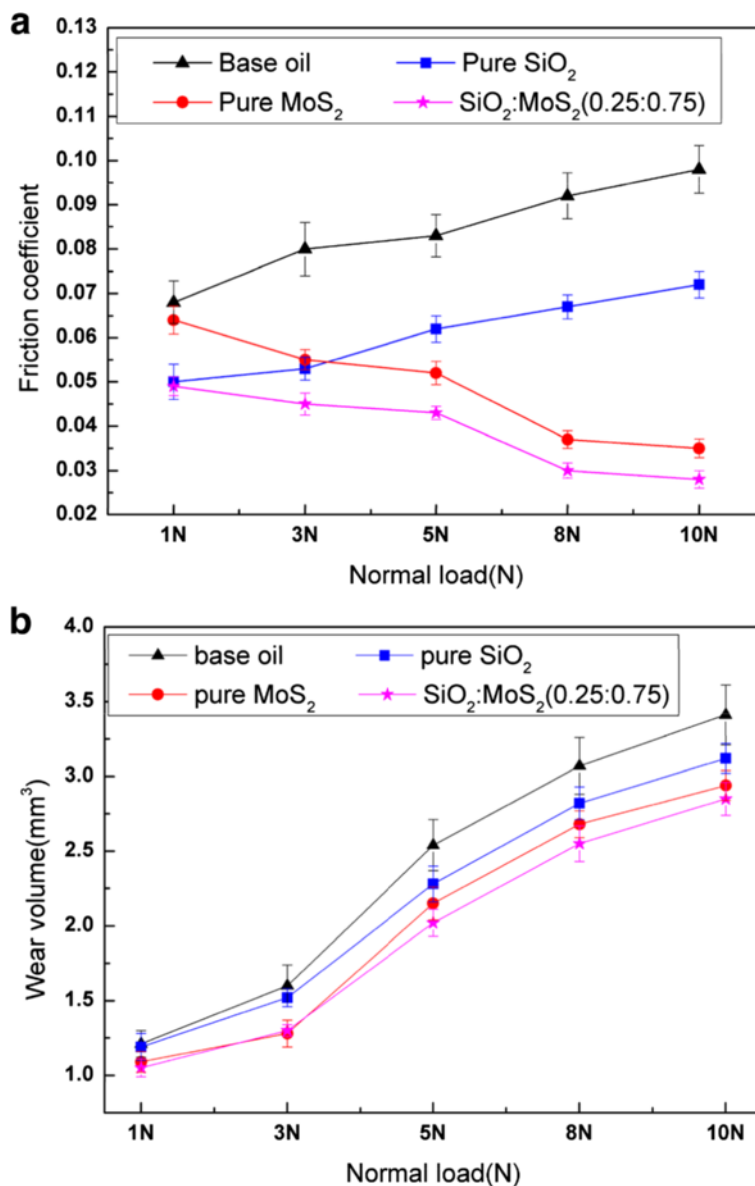 a
Base oil
Pure SiO₂
Pure MoS₂
SiO₂:MoS₂(0.25:0.75)
0.13
0.12
0.11
0.10
0.09
0.08
0.07
0.06
0.05
0.04
0.03
0.02
Friction coefficient
1N 3N 5N 8N 10N
Normal load(N)
b
base oil
pure SiO₂
pure MoS₂
SiO₂:MoS₂(0.25:0.75)
4.0
3.5
3.0
2.5
2.0
1.5
1.0
Wear volume(mm³)
1N 3N 5N 8N 10N
Normal load(N)